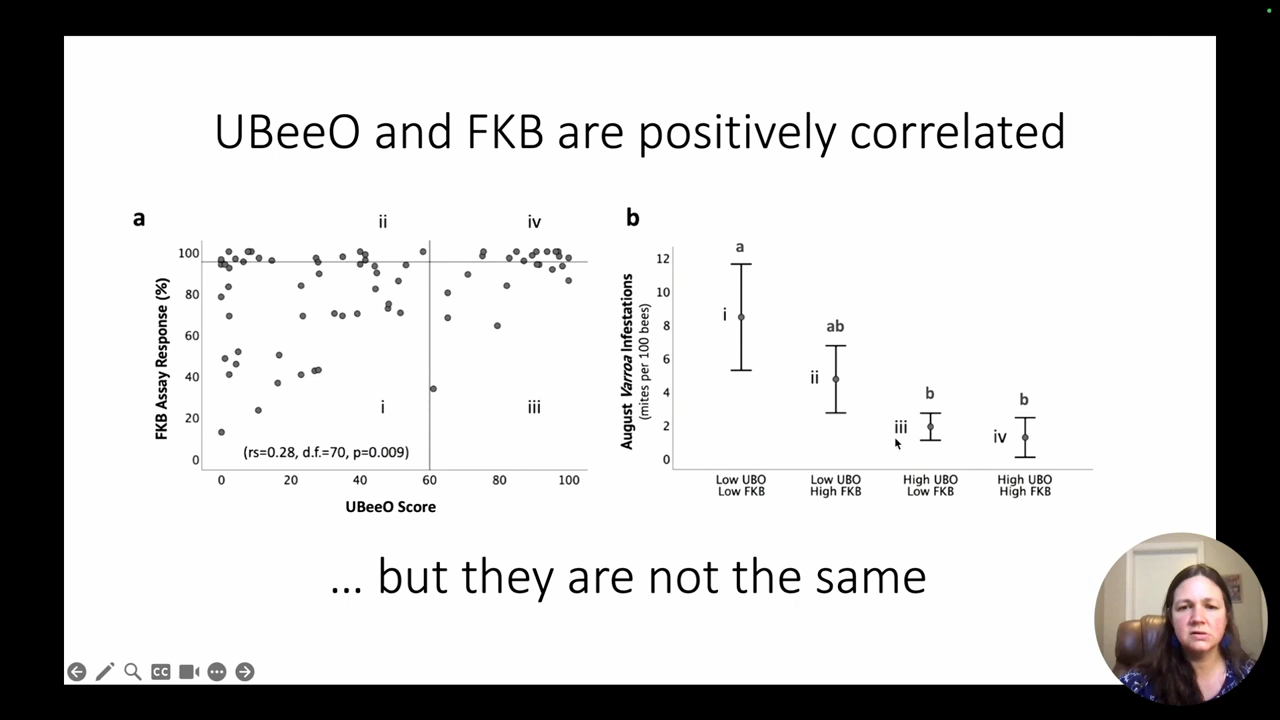 UBeeO and FKB are positively correlated
a
ii
iv
100
80
60
40
20
0
FKB Assay Response (%)
i
iii
(rs=0.28, d.f.=70, p=0.009)
0 20 40 60 80 100
UBeeO Score
b
12
10
8
6
4
2
0
August Varroa Infestations
(mites per 100 bees)
a
i
ab
ii
b
iii
b
iv
Low UBO
Low FKB
Low UBO
High FKB
High UBO
Low FKB
High UBO
High FKB
... but they are not the same
CC